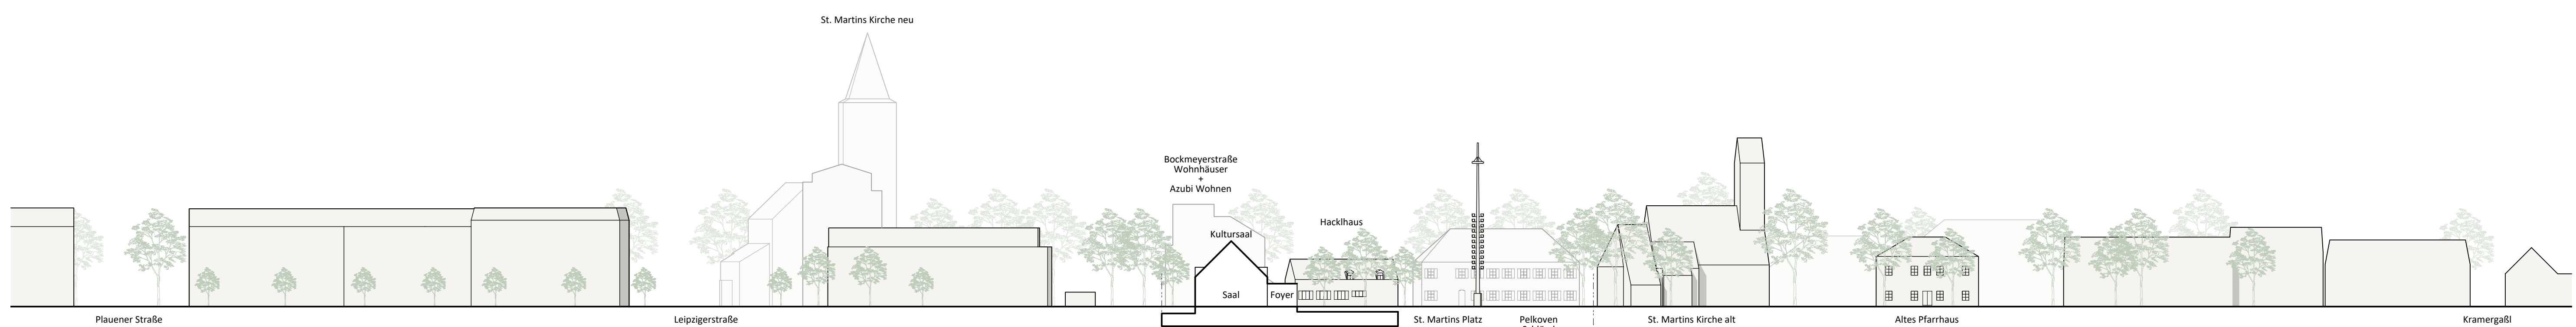 St. Martins Kirche neu
Bockmeyerstraße
Wohnhäuser
+
Azubi Wohnen
Kultursaal
Hacklhaus
Saal
Foyer
Plauener Straße
Leipzigerstraße
St. Martins Platz
Pelkoven
St. Martins Kirche alt
Altes Pfarrhaus
Kramergaßl